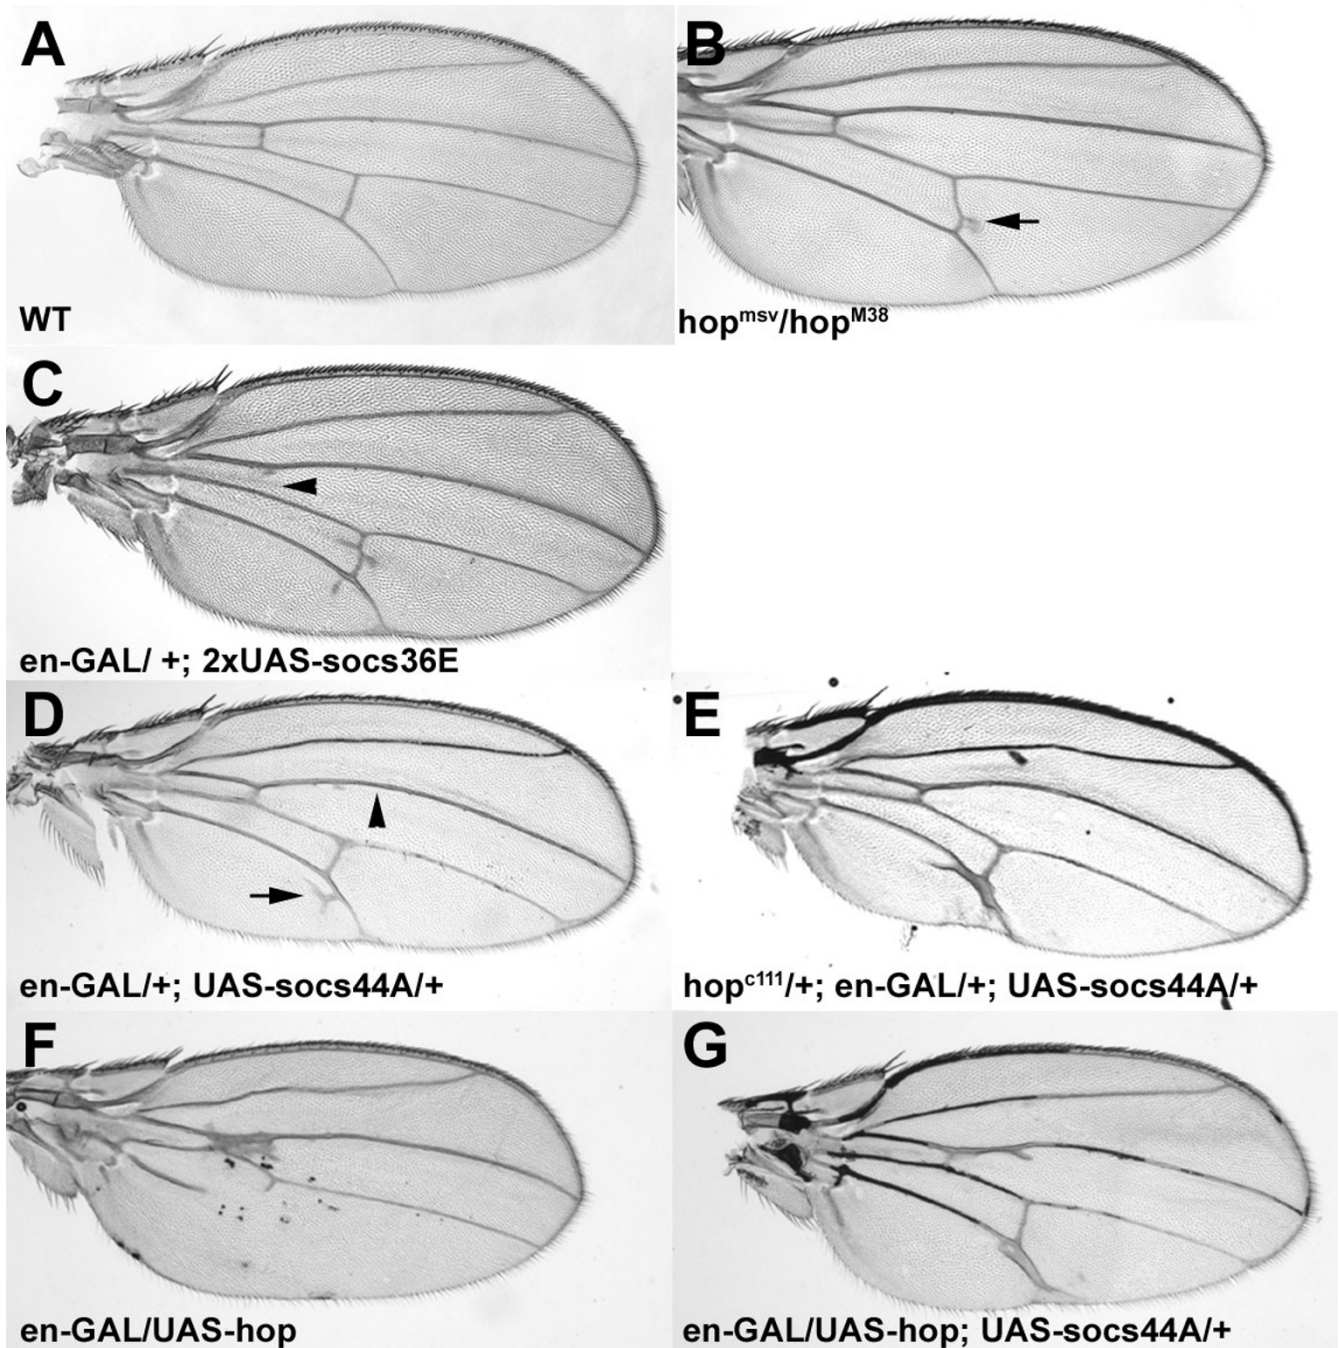 A
B
WT
hopmsv/hopM38
C
en-GAL/ +; 2xUAS-socs36E
D
E
en-GAL/+; UAS-socs44A/+
hopc111/+; en-GAL/+; UAS-socs44A/+
F
G
en-GAL/UAS-hop
en-GAL/UAS-hop; UAS-socs44A/+